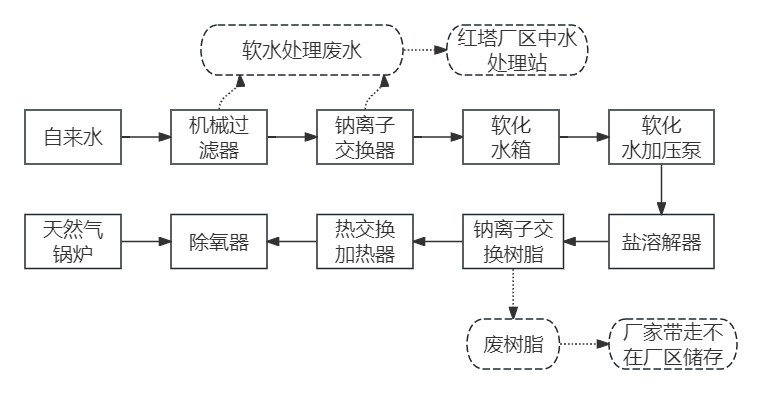 软水处理废水
红塔厂区中水
处理站
自来水
机械过
滤器
钠离子
交换器
软化
水箱
软化
水加压泵
天然气
锅炉
除氧器
热交换
加热器
钠离子交
换树脂
盐溶解器
废树脂
厂家带走不
在厂区储存